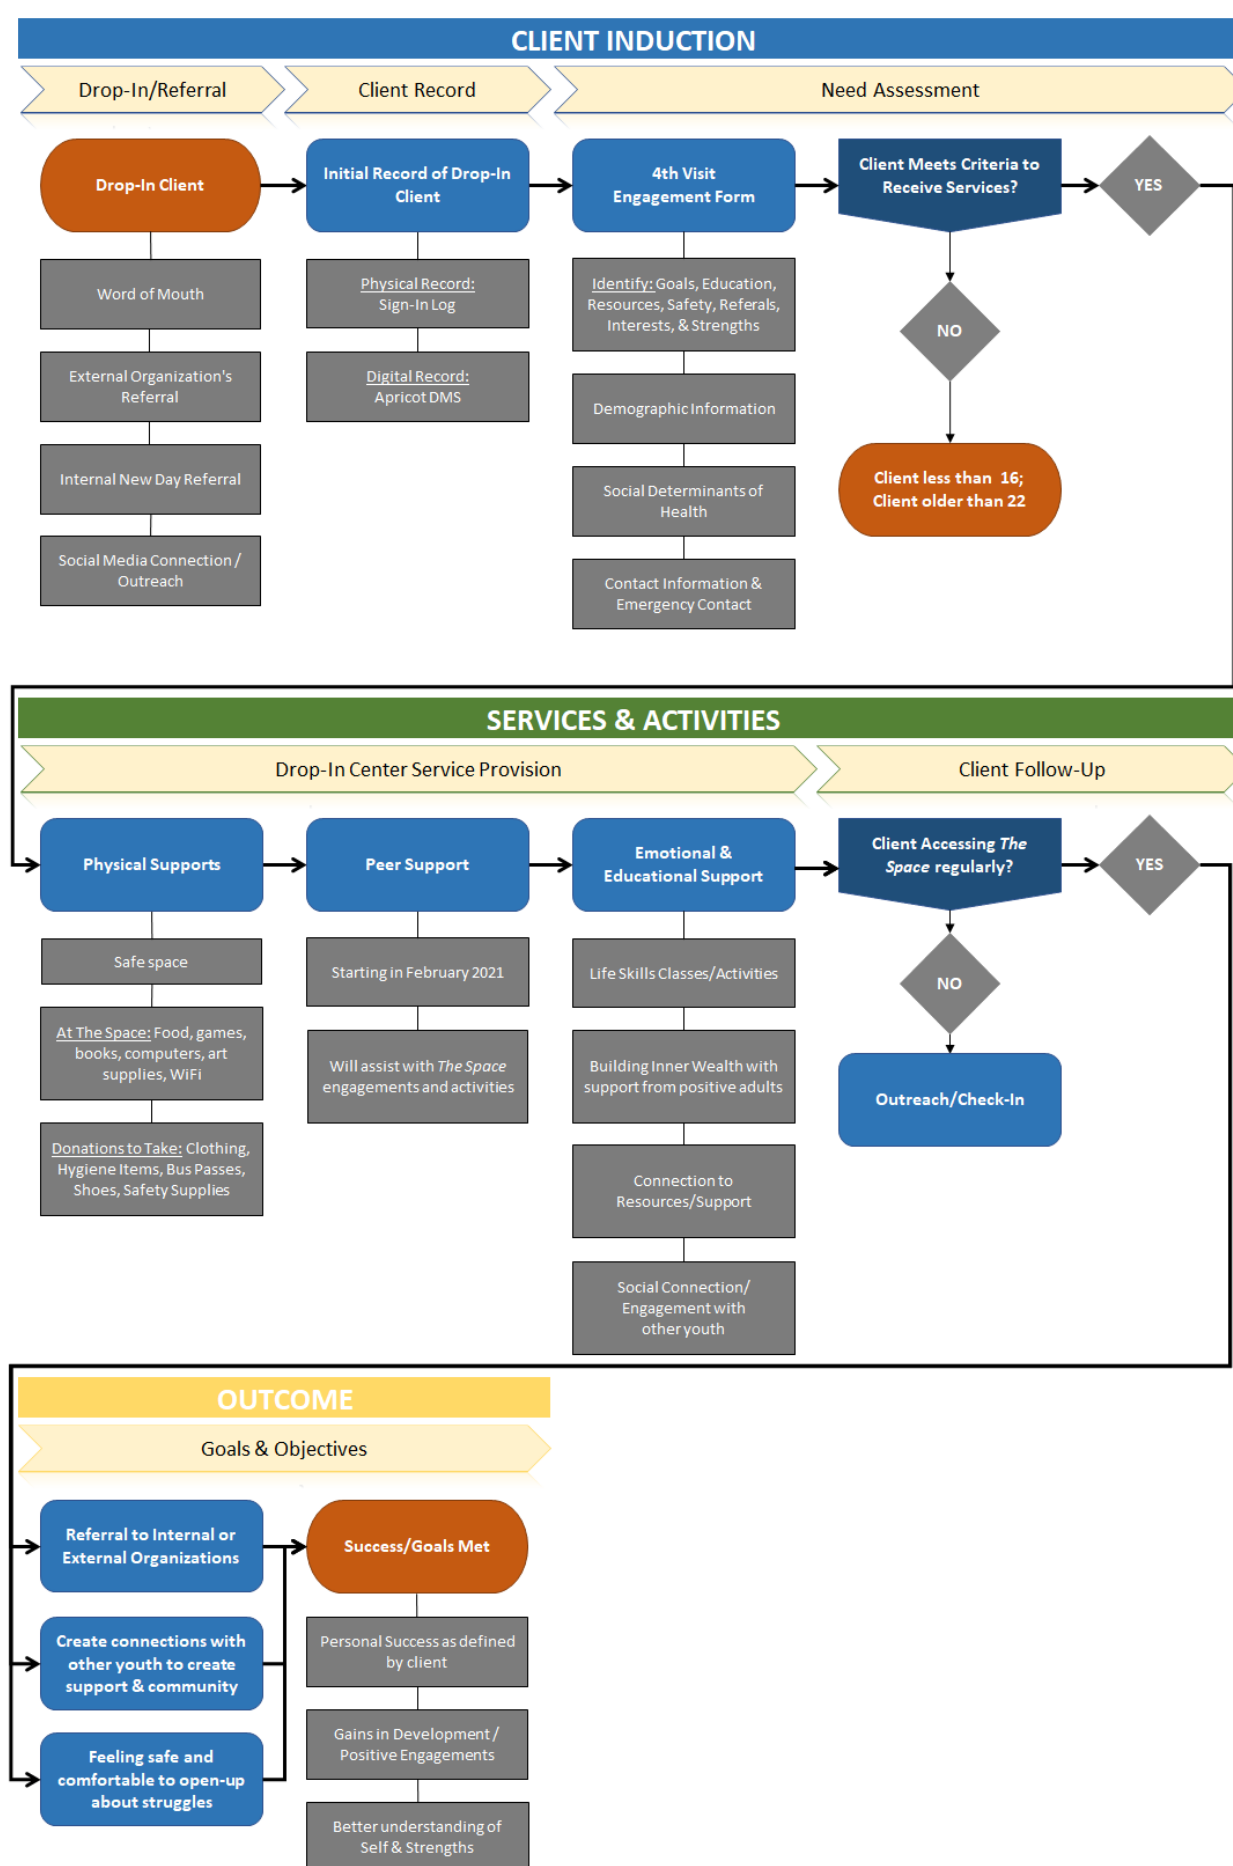 CLIENT INDUCTION
Drop-In/Referral
Client Record
Need Assessment
Drop-In Client
Initial Record of Drop-In
Client
4th Visit
Engagement Form
Client Meets Criteria to
Receive Services?
YES
Word of Mouth
External Organization's
Referral
Internal New Day Referral
Social Media Connection /
Outreach
Physical Record:
Sign-In Log
Digital Record:
Apricot DMS
Identify: Goals, Education,
Resources, Safety, Referals,
Interests, & Strengths
Demographic Information
Social Determinants of
Health
Contact Information &
Emergency Contact
NO
Client less than 16;
Client older than 22
SERVICES & ACTIVITIES
Drop-In Center Service Provision
Client Follow-Up
Physical Supports
Peer Support
Emotional &
Educational Support
Client Accessing The
Space regularly?
YES
Safe space
At The Space: Food, games,
books, computers, art
supplies, WiFi
Donations to Take: Clothing,
Hygiene Items, Bus Passes,
Shoes, Safety Supplies
Starting in February 2021
Will assist with The Space
engagements and activities
Life Skills Classes/Activities
Building Inner Wealth with
support from positive adults
Connection to
Resources/Support
Social Connection/
Engagement with
other youth
NO
Outreach/Check-In
OUTCOME
Goals & Objectives
Referral to Internal or
External Organizations
Create connections with
other youth to create
support & community
Feeling safe and
comfortable to open-up
about struggles
Success/Goals Met
Personal Success as defined
by client
Gains in Development /
Positive Engagements
Better understanding of
Self & Strengths